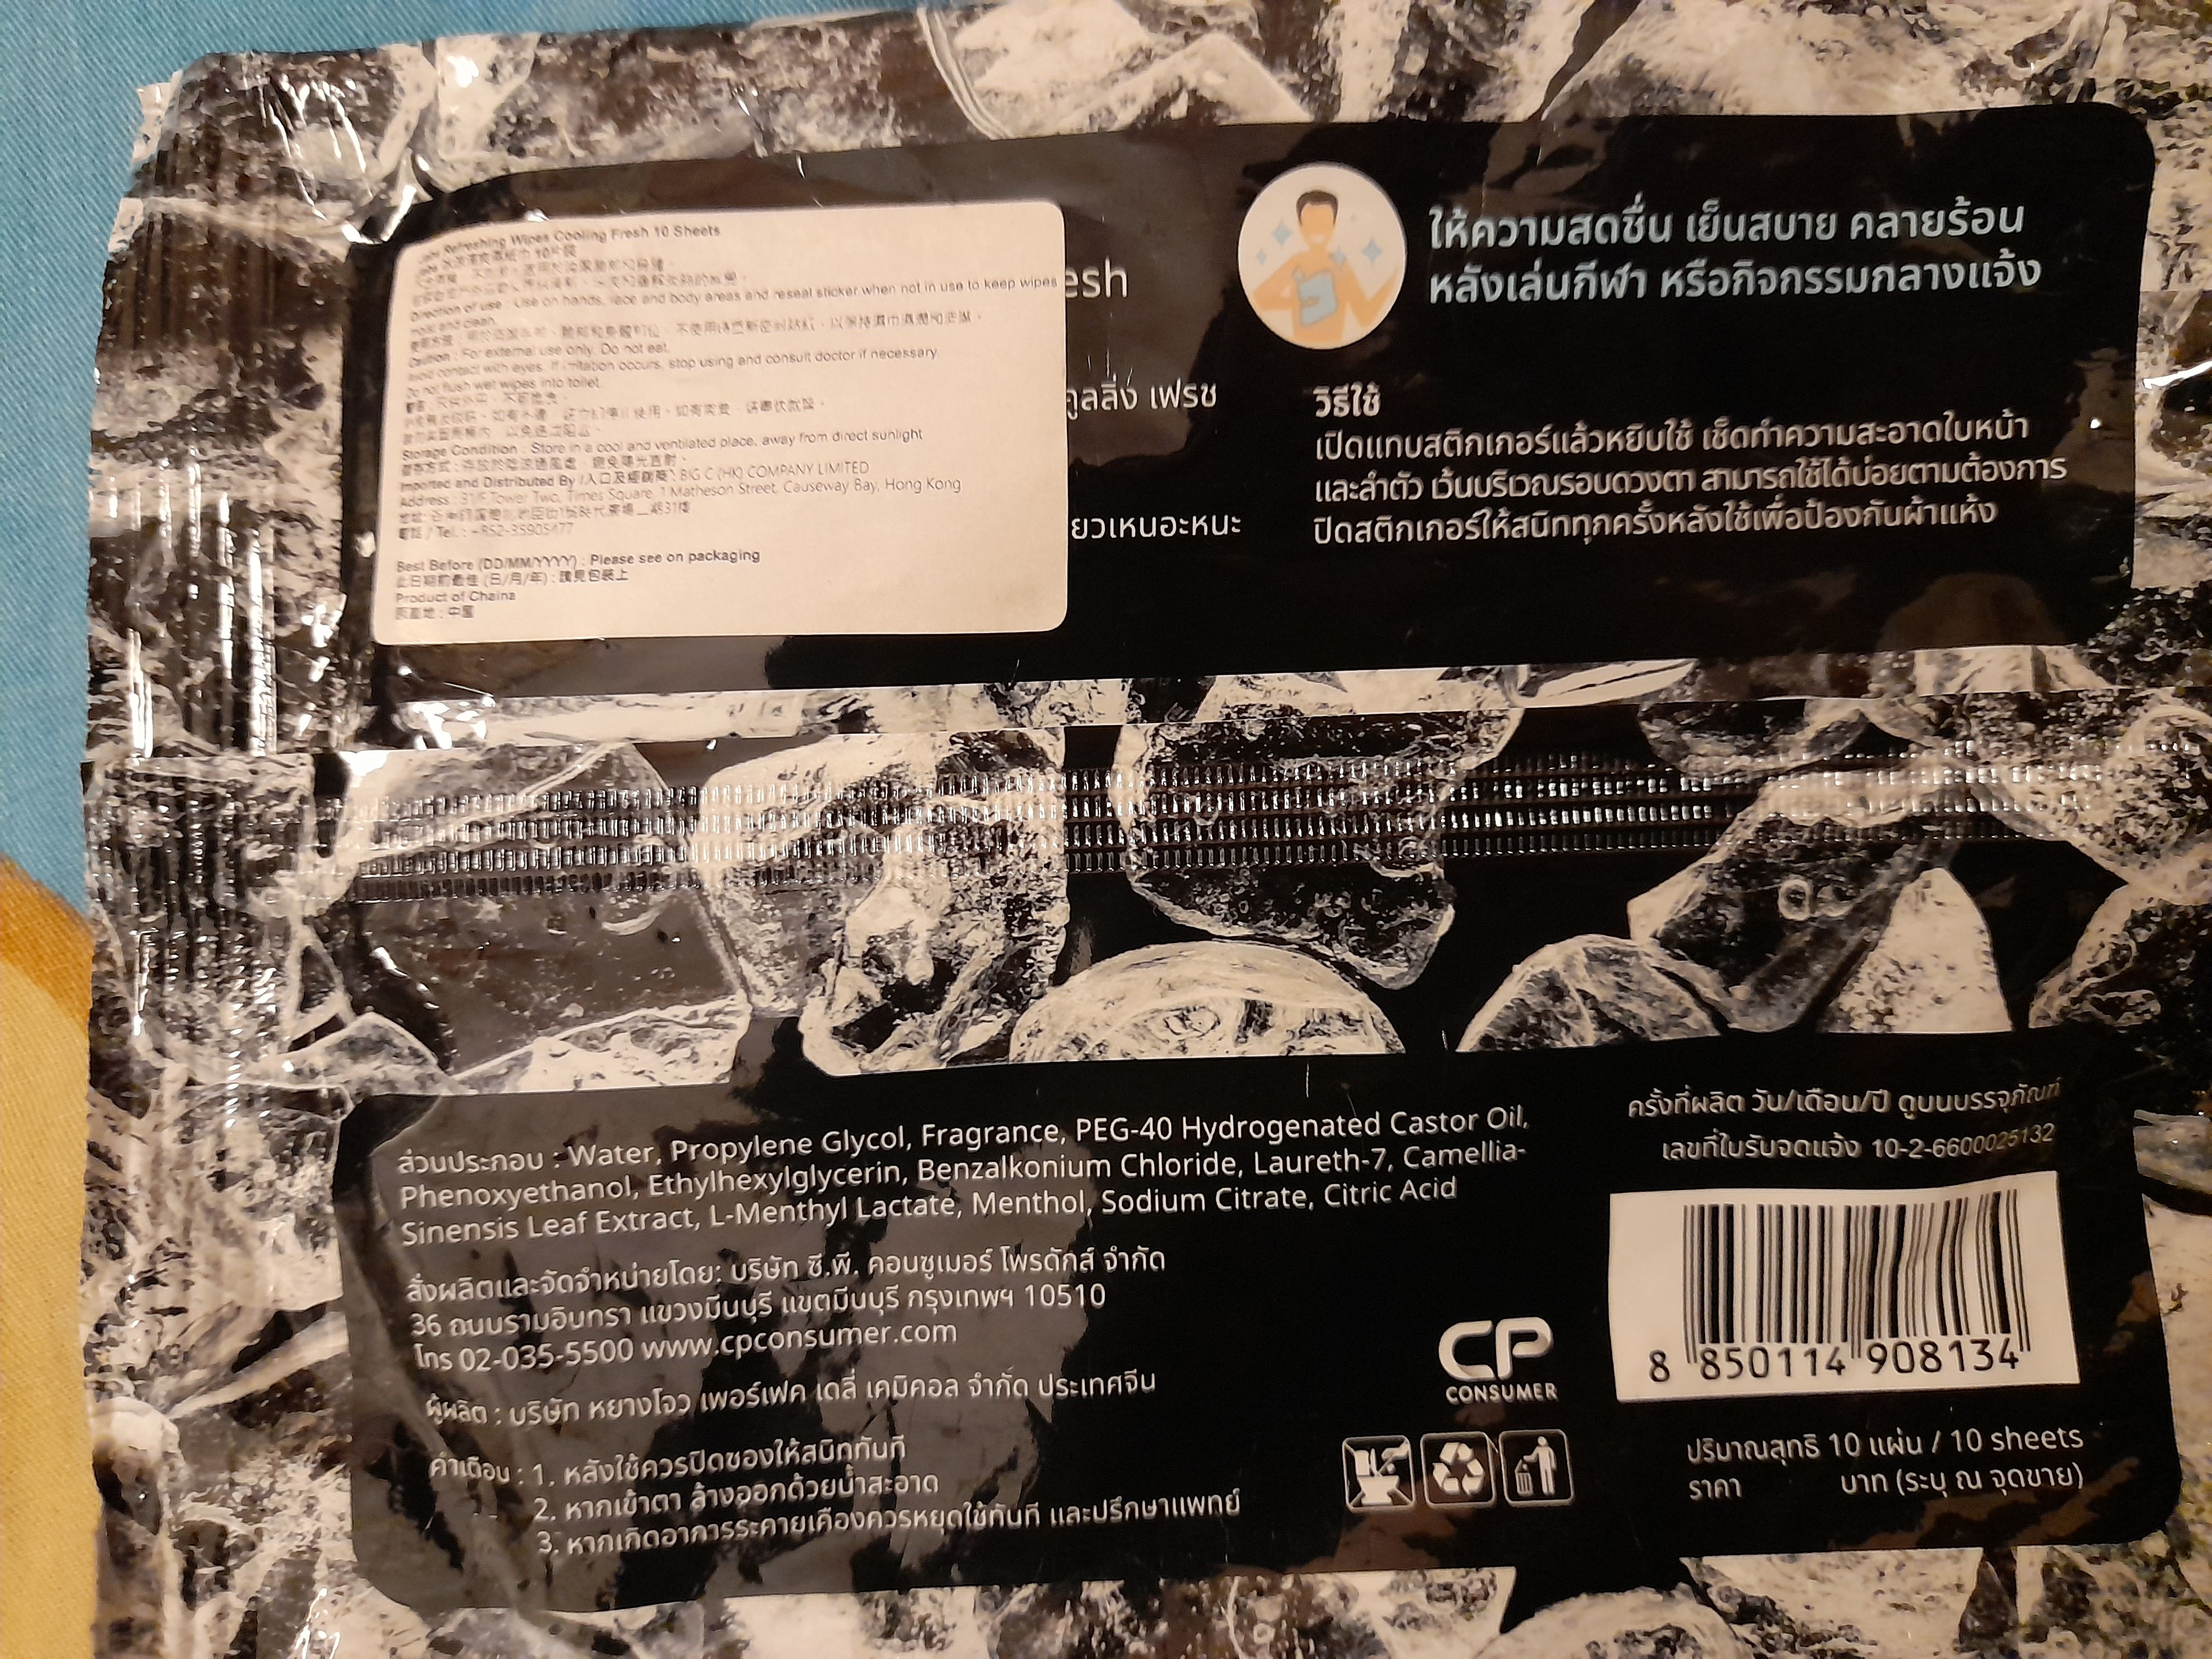 Refreshing Wipes Cooling Fresh 10 Sheets
10片裝
Direction of use : Use on hands, face and body areas and reseal sticker when not in use to keep wipes
moist and clean.
Caution : For external use only. Do not eat.
Avoid contact with eyes. If irritation occurs, stop using and consult doctor if necessary.
Do not flush wet wipes into toilet.
Storage Condition : Store in a cool and ventilated place, away from direct sunlight
Imported and Distributed By / : BIG C (HK) COMPANY LIMITED
Address : 31/F Tower Two, Times Square, 1 Matheson Street, Causeway Bay, Hong Kong
電話 / Tel. : +852-35905477
Best Before (DD/MM/YYYY) : Please see on packaging
此日期前最佳 (日/月/年) : 請見包裝上
Product of Chaina
原產地 : 中國
esh
คูลลิ่ง เฟรช
ยวเหนอะหนะ
ให้ความสดชื่น เย็นสบาย คลายร้อน
หลังเล่นกีฬา หรือกิจกรรมกลางแจ้ง
วิธีใช้
เปิดแทบสติกเกอร์แล้วหยิบใช้ เช็ดทำความสะอาดใบหน้า
และลำตัว เว้นบริเวณรอบดวงตา สามารถใช้ได้บ่อยตามต้องการ
ปิดสติกเกอร์ให้สนิททุกครั้งหลังใช้เพื่อป้องกันผ้าแห้ง
ส่วนประกอบ : Water, Propylene Glycol, Fragrance, PEG-40 Hydrogenated Castor Oil,
Phenoxyethanol, Ethylhexylglycerin, Benzalkonium Chloride, Laureth-7, Camellia-
Sinensis Leaf Extract, L-Menthyl Lactate, Menthol, Sodium Citrate, Citric Acid
สั่งผลิตและจัดจำหน่ายโดย: บริษัท ซี.พี. คอนซูเมอร์ โพรดักส์ จำกัด
36 ถนนรามอินทรา แขวงมีนบุรี เขตมีนบุรี กรุงเทพฯ 10510
โทร 02-035-5500 www.cpconsumer.com
ผู้ผลิต : บริษัท หยางโจว เพอร์เฟค เดลี่ เคมิคอล จำกัด ประเทศจีน
คำเตือน : 1. หลังใช้ควรปิดซองให้สนิททันที
2. หากเข้าตา ล้างออกด้วยน้ำสะอาด
3. หากเกิดอาการระคายเคืองควรหยุดใช้ทันที และปรึกษาแพทย์
CP
CONSUMER
ครั้งที่ผลิต วัน/เดือน/ปี ดูบนบรรจุภัณฑ์
เลขที่ใบรับจดแจ้ง 10-2-6600025132
8 850114 908134
ปริมาณสุทธิ 10 แผ่น / 10 sheets
ราคา บาท (ระบุ ณ จุดขาย)